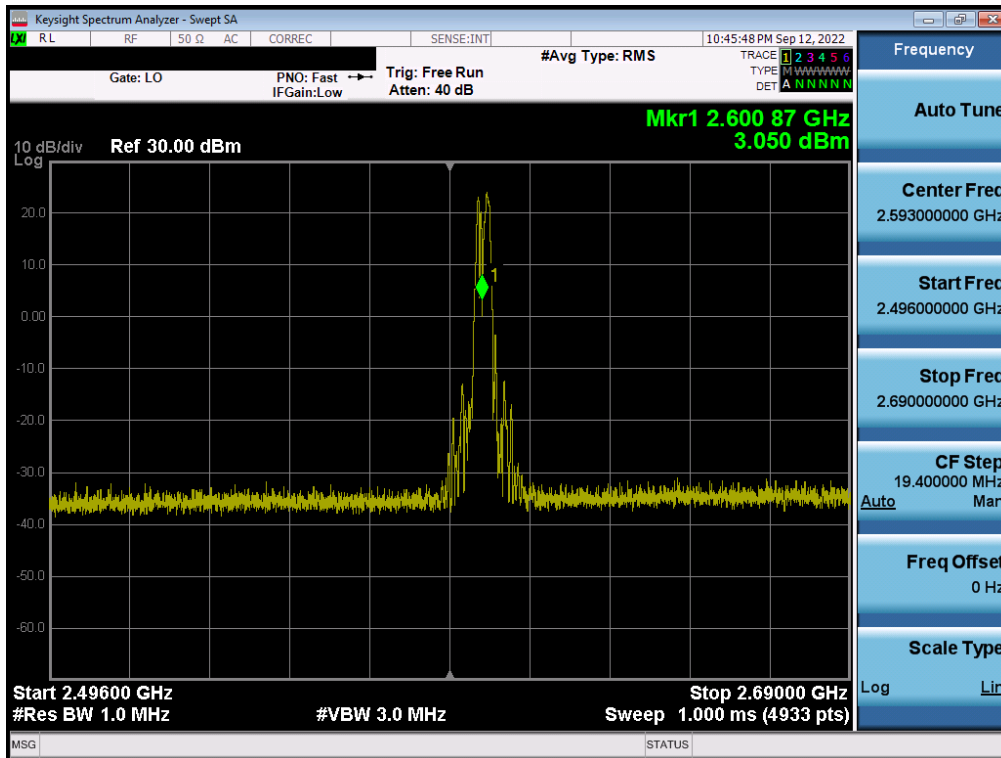 Keysight Spectrum Analyzer - Swept SA
LXI RL RF 50 Ω AC CORREC SENSE:INT 10:45:48 PM Sep 12, 2022
#Avg Type: RMS TRACE 1 2 3 4 5 6
Gate: LO PNO: Fast Trig: Free Run TYPE M WWWWW
IFGain:Low Atten: 40 dB DET A N N N N N
Mkr1 2.600 87 GHz
3.050 dBm
10 dB/div Ref 30.00 dBm
Log
20.0
10.0
1
0.00
-10.0
-20.0
-30.0
-40.0
-50.0
-60.0
Start 2.49600 GHz Stop 2.69000 GHz
#Res BW 1.0 MHz #VBW 3.0 MHz Sweep 1.000 ms (4933 pts)
MSG STATUS
Frequency
Auto Tune
Center Freq
2.593000000 GHz
Start Freq
2.496000000 GHz
Stop Freq
2.690000000 GHz
CF Step
19.400000 MHz
Auto Man
Freq Offset
0 Hz
Scale Type
Log Lin